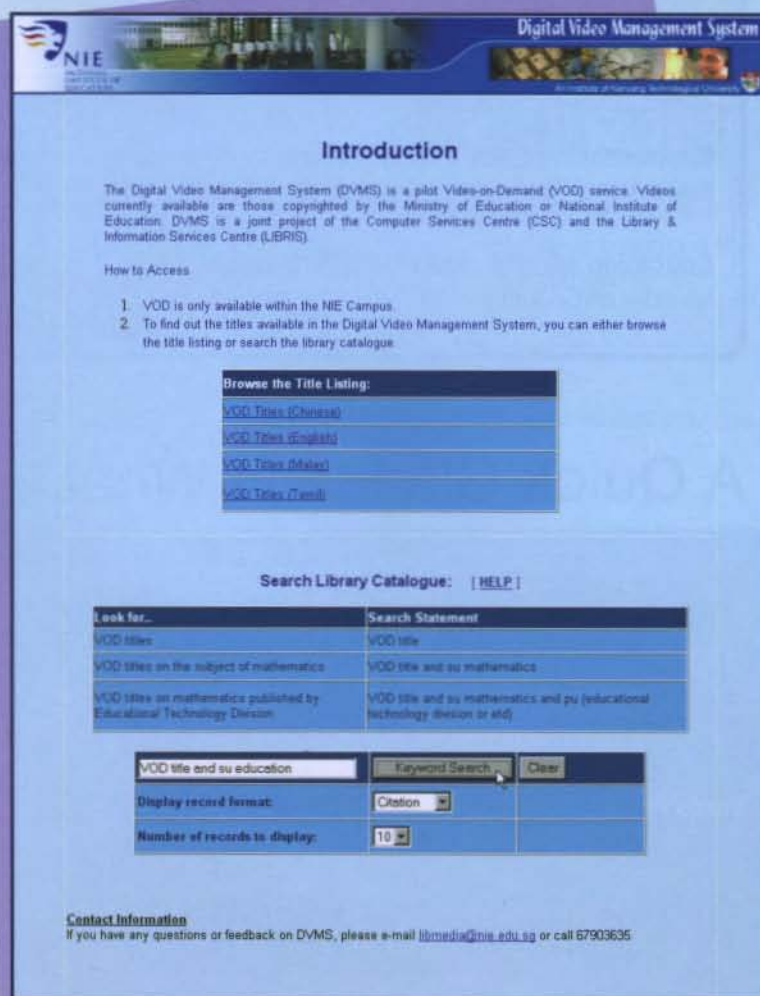 Digital Video Management System
NIE
NATIONAL
INSTITUTE OF
EDUCATION
An Institute of Nanyang Technological University
Introduction
The Digital Video Management System (DVMS) is a pilot Video-on-Demand (VOD) service. Videos
currently available are those copyrighted by the Ministry of Education or National Institute of
Education. DVMS is a joint project of the Computer Services Centre (CSC) and the Library &
Information Services Centre (LIBRIS).
How to Access
1. VOD is only available within the NIE Campus.
2. To find out the titles available in the Digital Video Management System, you can either browse
the title listing or search the library catalogue.
Browse the Title Listing:
VOD Titles (Chinese)
VOD Titles (English)
VOD Titles (Malay)
VOD Titles (Tamil)
Search Library Catalogue: [ HELP ]
Look for... Search Statement
VOD titles VOD title
VOD titles on the subject of mathematics VOD title and su mathematics
VOD titles on mathematics published by VOD title and su mathematics and pu (educational
Educational Technology Division technology division or etd)
VOD title and su education Keyword Search Clear
Display record format: Citation
Number of records to display: 10
Contact Information
If you have any questions or feedback on DVMS, please e-mail libmedia@nie.edu.sg or call 67903635